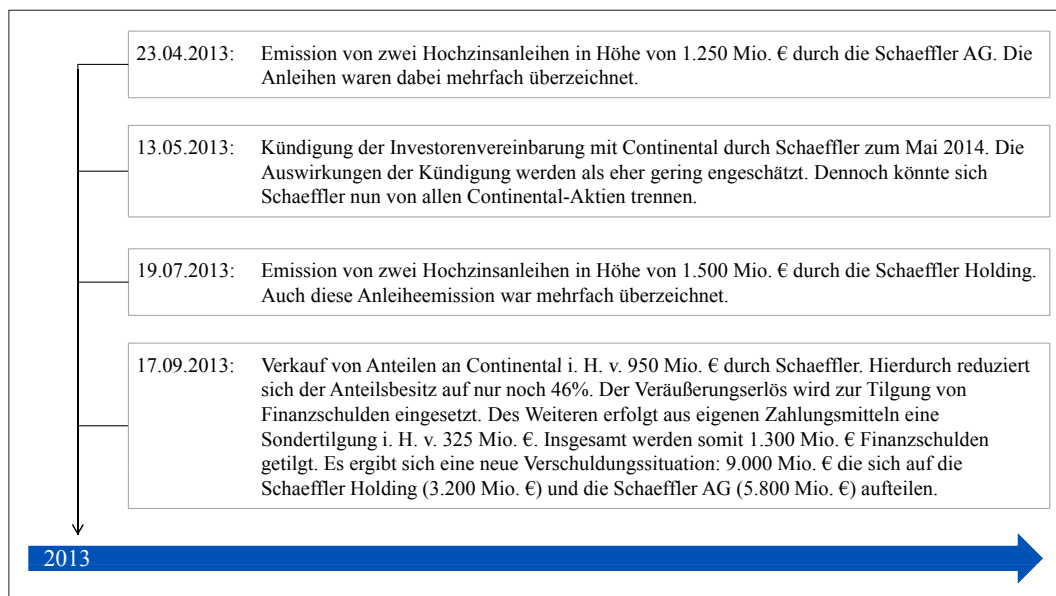 23.04.2013: Emission von zwei Hochzinsanleihen in Höhe von 1.250 Mio. € durch die Schaeffler AG. Die
Anleihen waren dabei mehrfach überzeichnet.
13.05.2013: Kündigung der Investorenvereinbarung mit Continental durch Schaeffler zum Mai 2014. Die
Auswirkungen der Kündigung werden als eher gering engeschätzt. Dennoch könnte sich
Schaeffler nun von allen Continental-Aktien trennen.
19.07.2013: Emission von zwei Hochzinsanleihen in Höhe von 1.500 Mio. € durch die Schaeffler Holding.
Auch diese Anleiheemission war mehrfach überzeichnet.
17.09.2013: Verkauf von Anteilen an Continental i. H. v. 950 Mio. € durch Schaeffler. Hierdurch reduziert
sich der Anteilsbesitz auf nur noch 46%. Der Veräußerungserlös wird zur Tilgung von
Finanzschulden eingesetzt. Des Weiteren erfolgt aus eigenen Zahlungsmitteln eine
Sondertilgung i. H. v. 325 Mio. €. Insgesamt werden somit 1.300 Mio. € Finanzschulden
getilgt. Es ergibt sich eine neue Verschuldungssituation: 9.000 Mio. € die sich auf die
Schaeffler Holding (3.200 Mio. €) und die Schaeffler AG (5.800 Mio. €) aufteilen.
2013